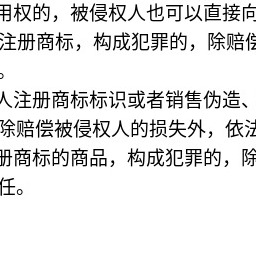 用权的，被侵权人也可以直接向
注册商标，构成犯罪的，除赔偿
。
人注册商标标识或者销售伪造、
除赔偿被侵权人的损失外，依法
册商标的商品，构成犯罪的，除
任。